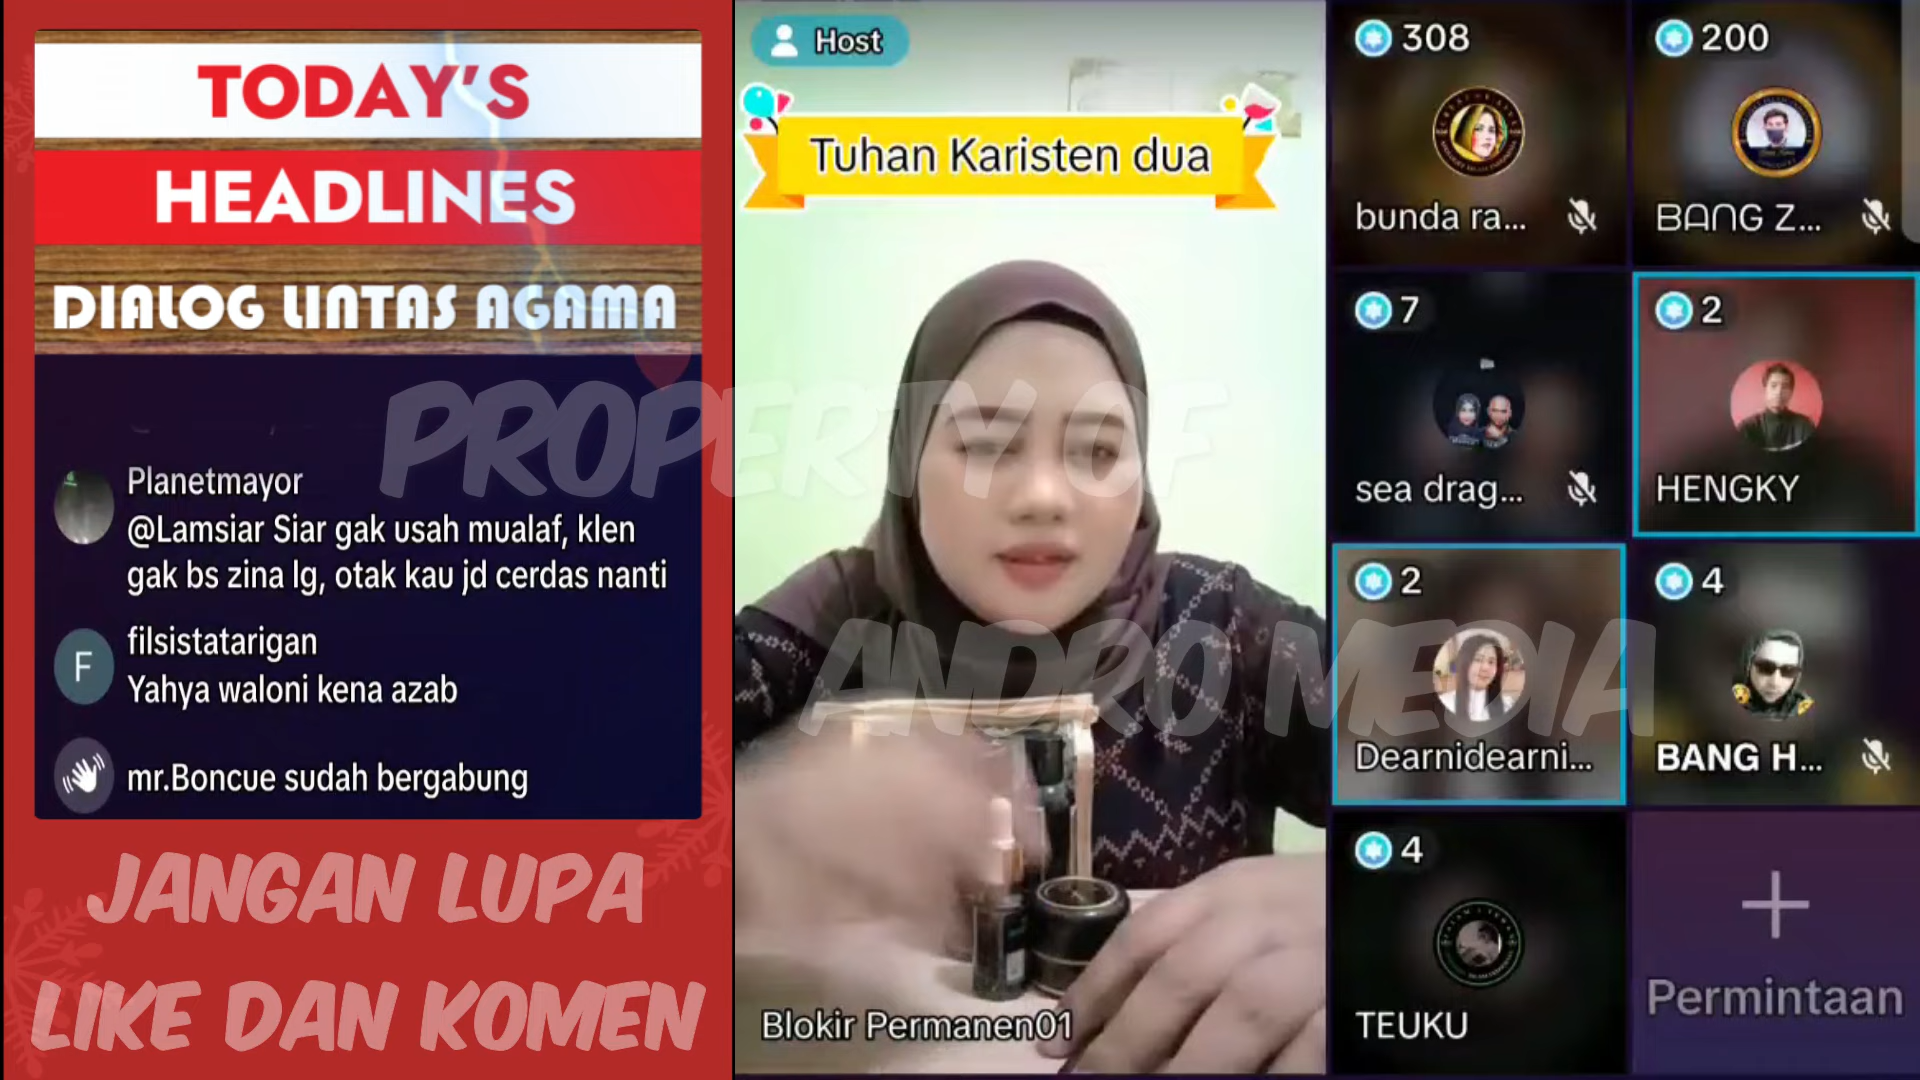 TODAY'S
HEADLINES
DIALOG LINTAS AGAMA
Planetmayor
@Lamsiar Siar gak usah mualaf, klen
gak bs zina lg, otak kau jd cerdas nanti
filsistatarigan
F
Yahya waloni kena azab
mr.Boncue sudah bergabung
JANGAN LUPA
LIKE DAN KOMEN
Host
Tuhan Karisten dua
Blokir Permanen01
PROPERTY OF
ANDRO MEDIA
308
bunda ra...
200
BANG Z...
7
sea drag...
2
HENGKY
2
Dearnidearni...
4
BANG H...
4
TEUKU
Permintaan